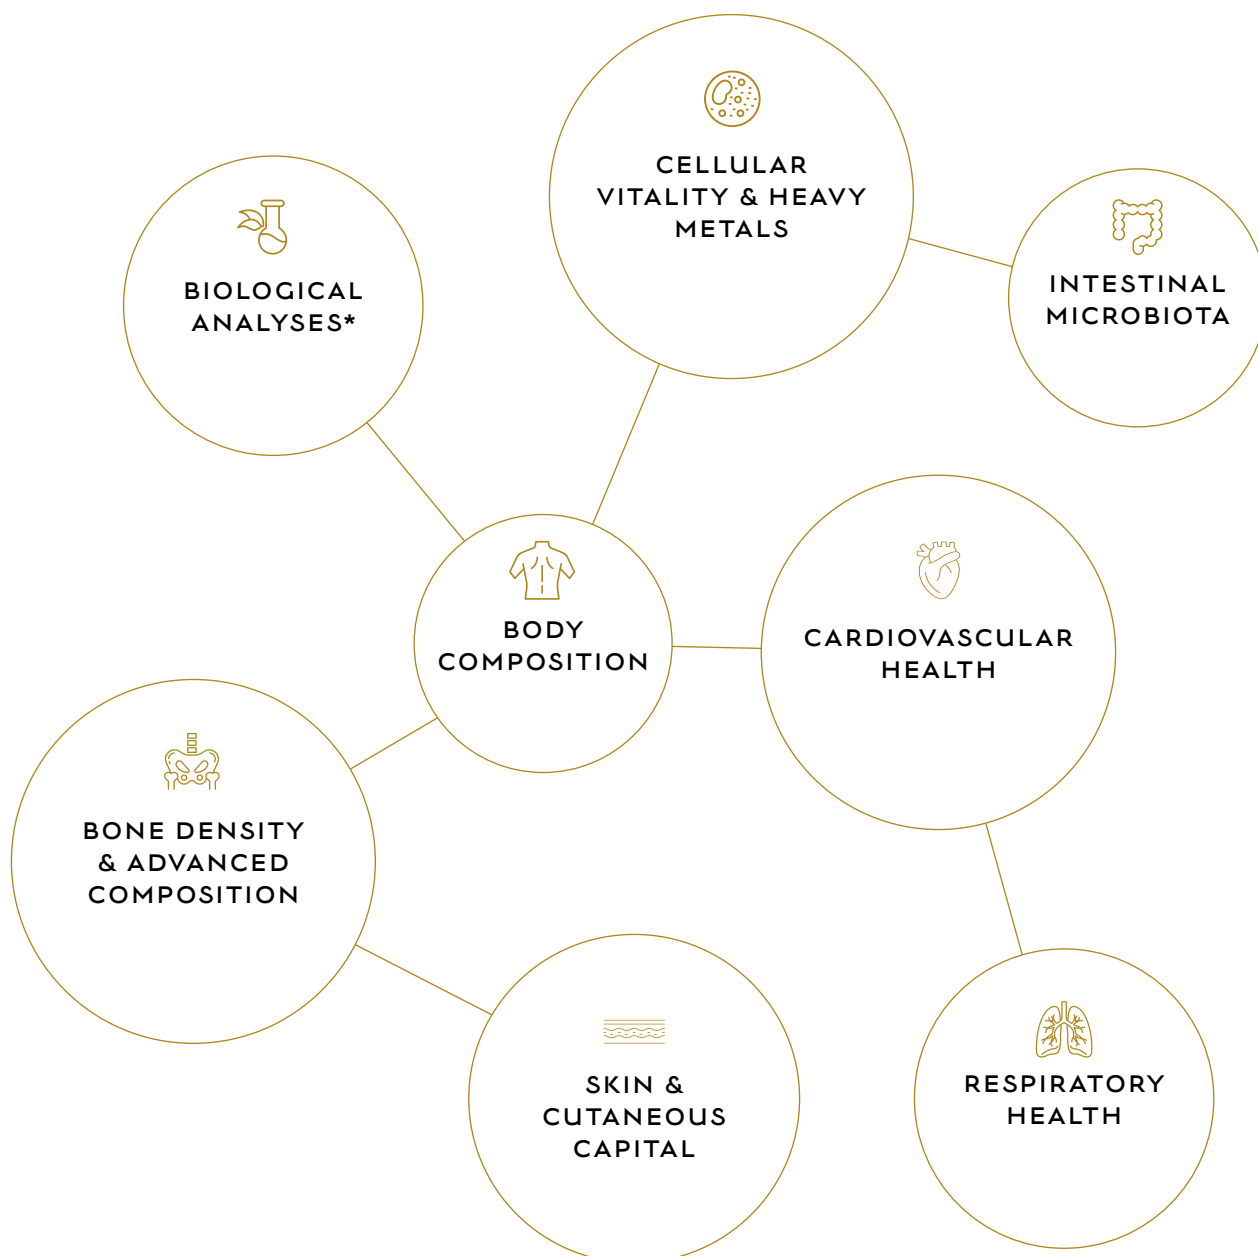 CELLULAR
VITALITY & HEAVY
METALS
BIOLOGICAL
ANALYSES*
INTESTINAL
MICROBIOTA
BODY
COMPOSITION
CARDIOVASCULAR
HEALTH
BONE DENSITY
& ADVANCED
COMPOSITION
SKIN &
CUTANEOUS
CAPITAL
RESPIRATORY
HEALTH